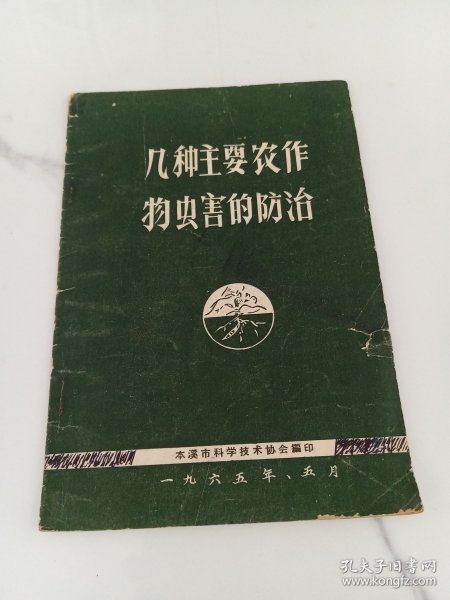 几种主要农作
物虫害的防治
本溪市科学技术协会编印
一九六五年、五月
孔夫子旧书网
www.kongfz.com